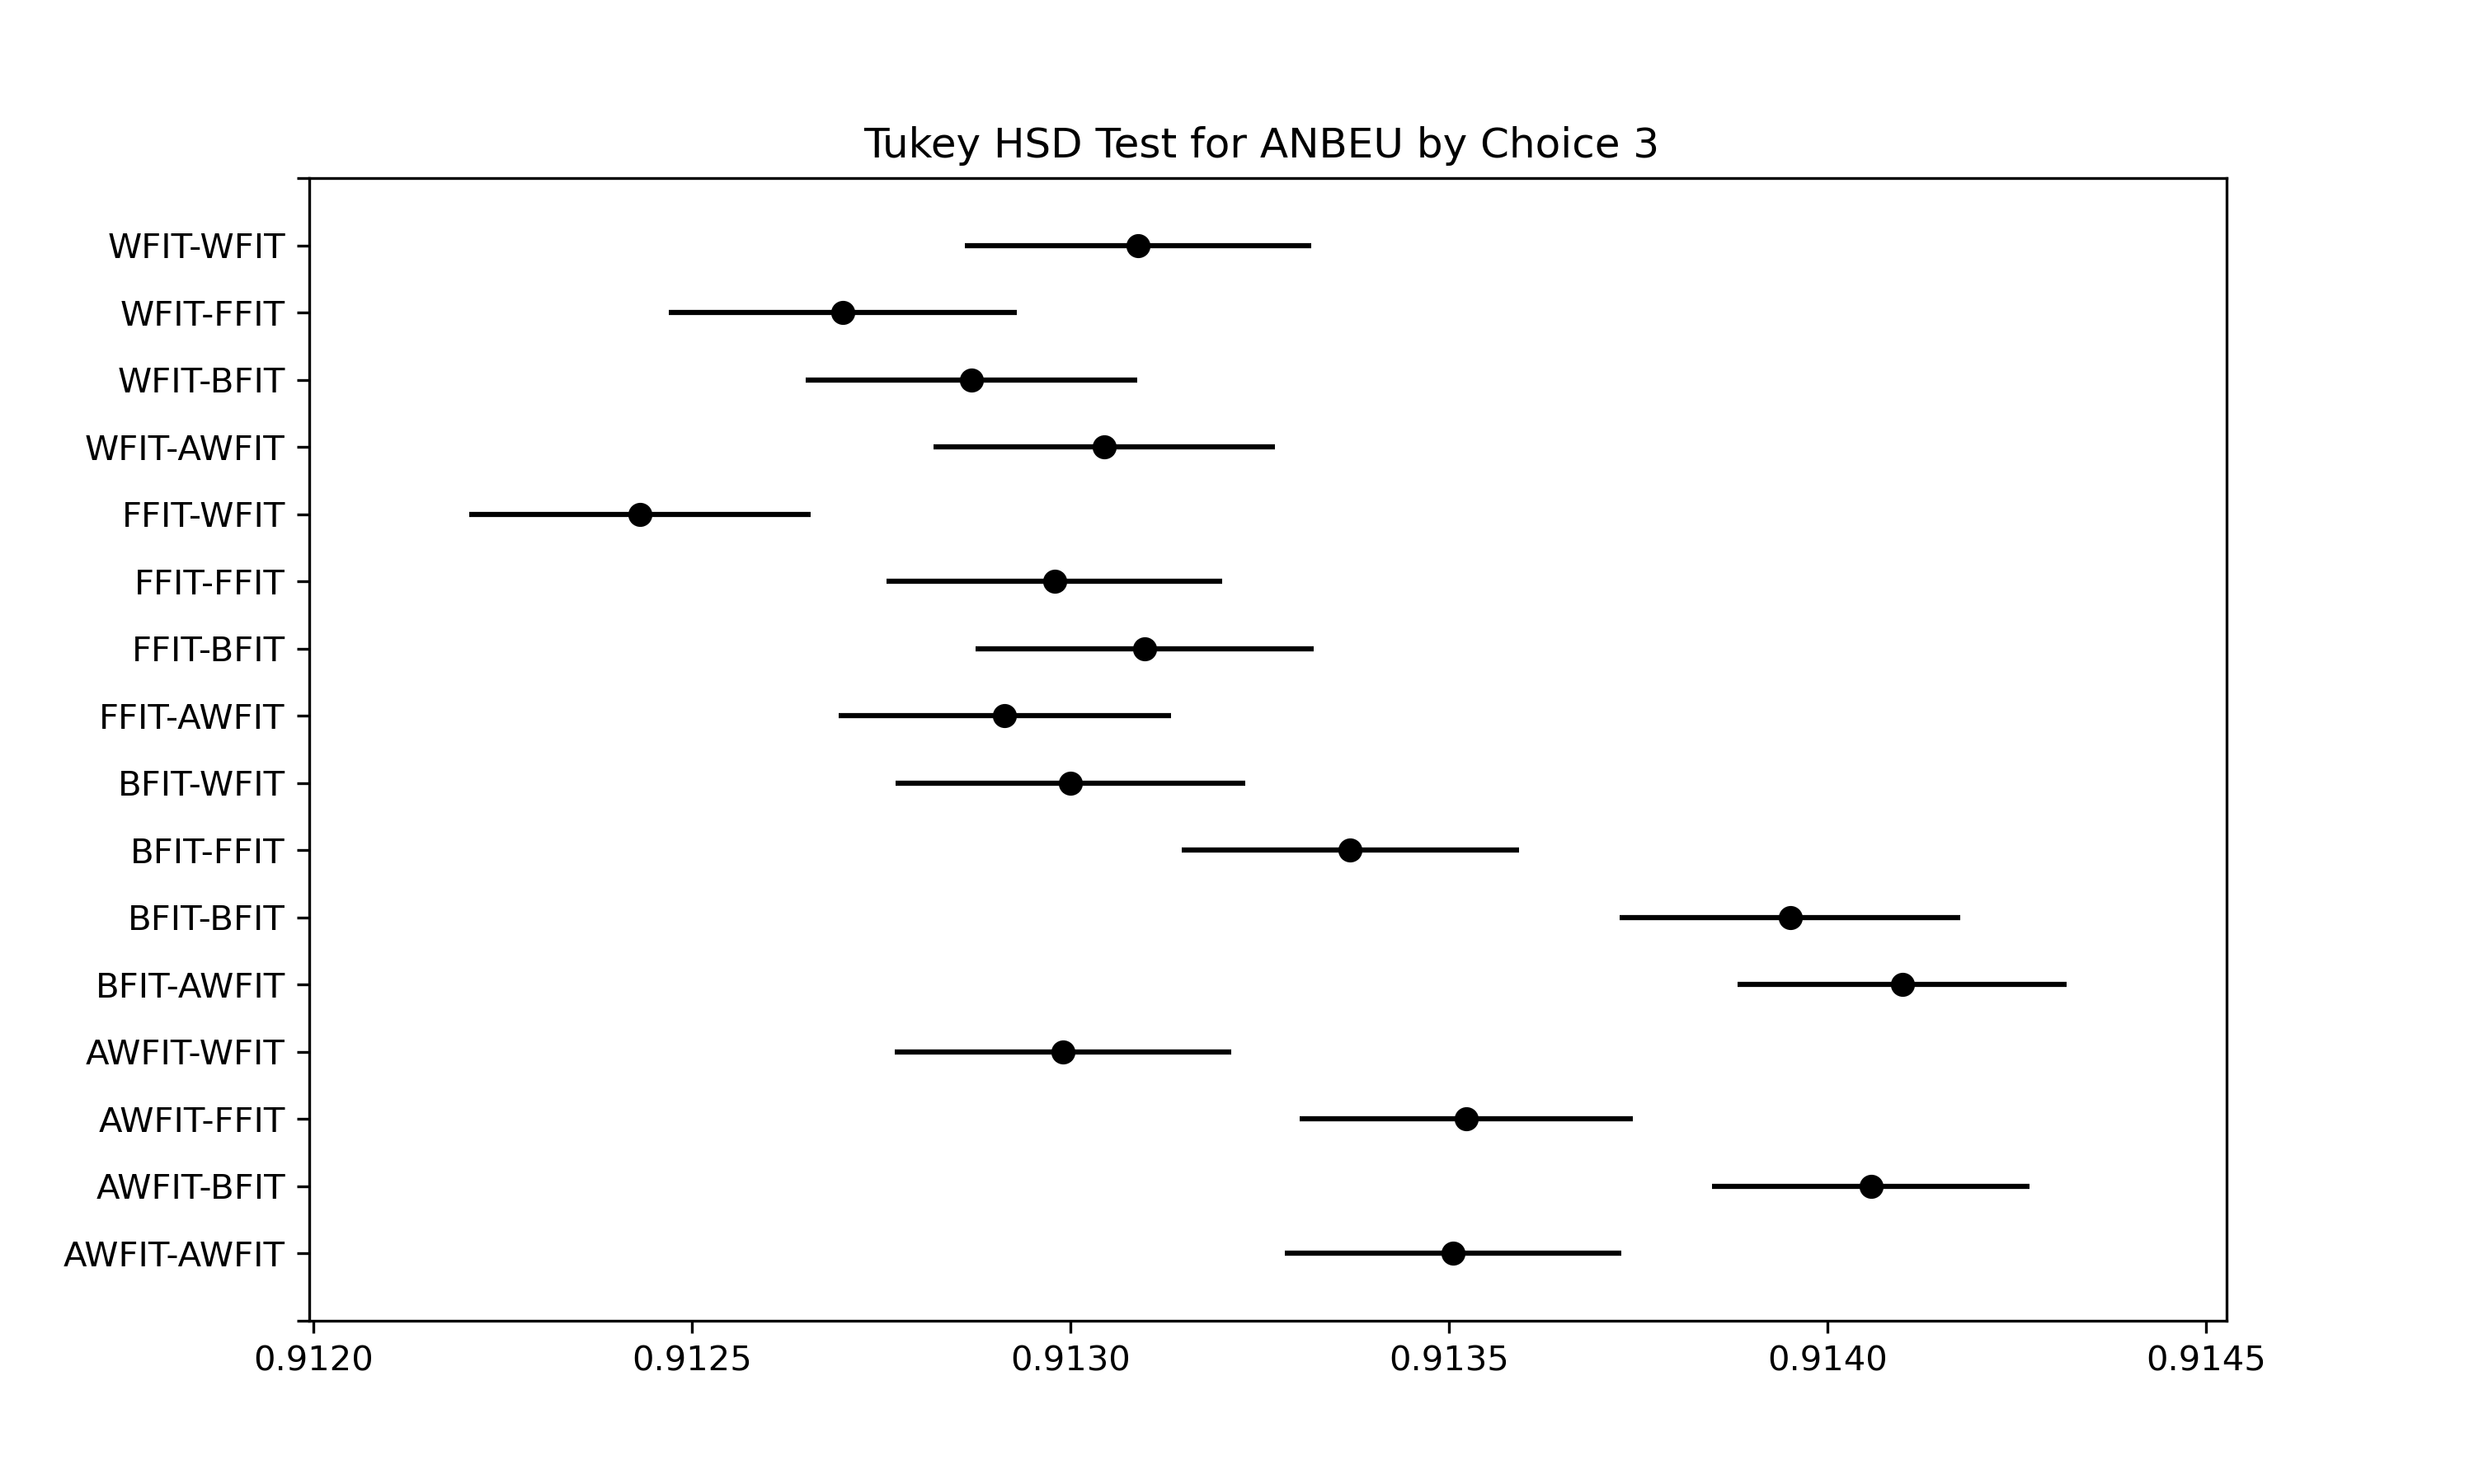 Tukey HSD Test for ANBEU by Choice 3
WFIT-WFIT
WFIT-FFIT
WFIT-BFIT
WFIT-AWFIT
FFIT-WFIT
FFIT-FFIT
FFIT-BFIT
FFIT-AWFIT
BFIT-WFIT
BFIT-FFIT
BFIT-BFIT
BFIT-AWFIT
AWFIT-WFIT
AWFIT-FFIT
AWFIT-BFIT
AWFIT-AWFIT
0.9120 0.9125 0.9130 0.9135 0.9140 0.9145